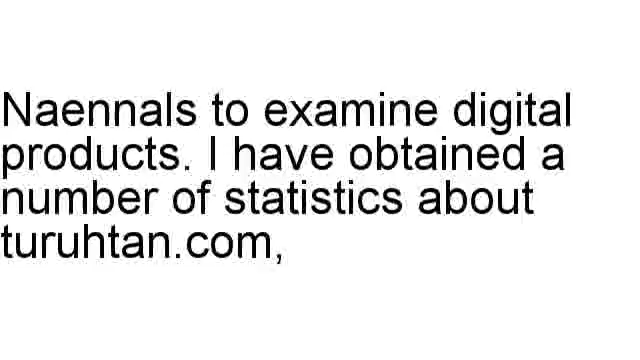 Naennals to examine digital
products. I have obtained a
number of statistics about
turuhtan.com,